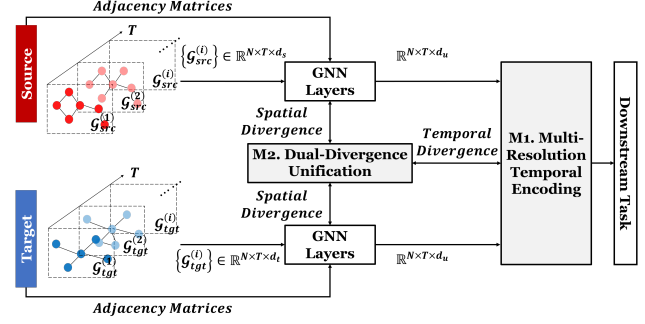 Adjacency Matrices
Source
T
{𝒢_src^(i)} ∈ ℝ^{N×T×d_s}
ℝ^{N×T×d_u}
𝒢_src^(i)
𝒢_src^(2)
𝒢_src^(1)
GNN
Layers
Spatial
Divergence
M2. Dual-Divergence
Unification
Temporal
Divergence
M1. Multi-
Resolution
Temporal
Encoding
Downstream Task
Spatial
Divergence
Target
T
𝒢_tgt^(i)
𝒢_tgt^(2)
𝒢_tgt^(1)
{𝒢_tgt^(i)} ∈ ℝ^{N×T×d_t}
GNN
Layers
ℝ^{N×T×d_u}
Adjacency Matrices